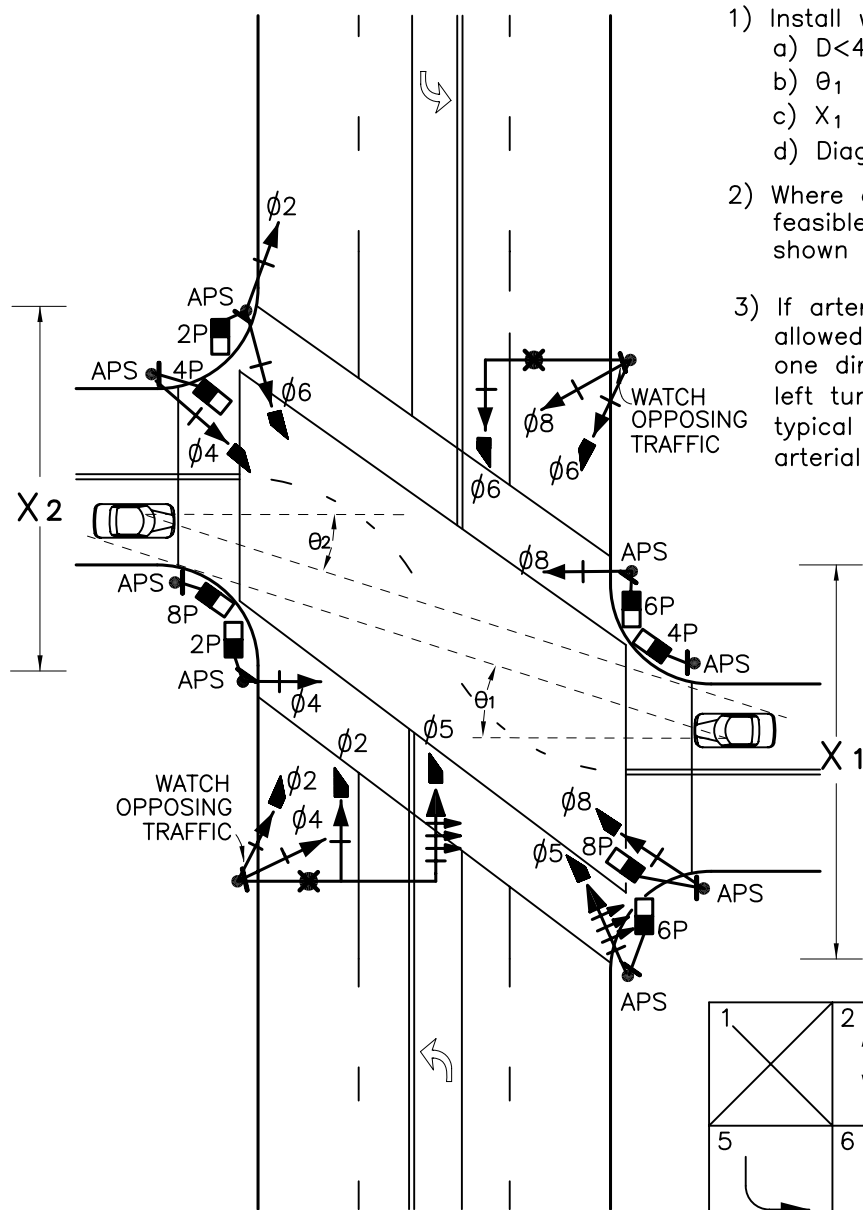 1) Install w
a) D<4
b) θ1
c) X1
d) Diag
2) Where
feasible
shown
3) If arter
allowed
one dir
left tur
typical
arterial
Ø2
APS
2P
APS
4P
Ø6
Ø4
WATCH
OPPOSING
TRAFFIC
Ø8
Ø6
Ø6
X2
θ2
Ø8
APS
APS
8P
6P
2P
4P
APS
APS
Ø4
θ1
Ø5
Ø2
X1
WATCH
OPPOSING
TRAFFIC
Ø2
Ø4
Ø8
Ø5
8P
APS
6P
APS
1
2
5
6